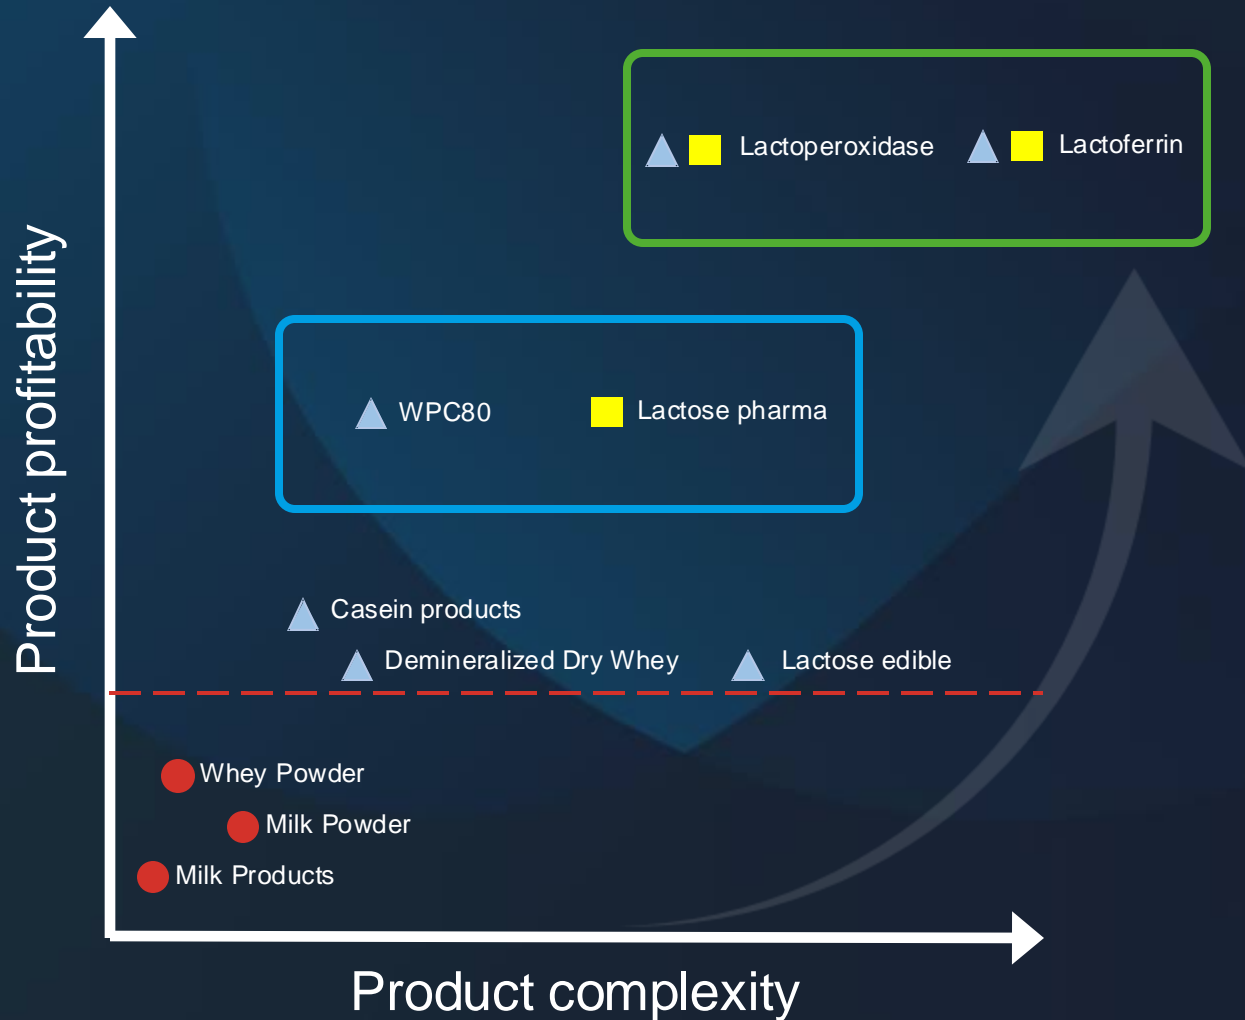 Product profitability
Lactoperoxidase
Lactoferrin
WPC80
Lactose pharma
Casein products
Demineralized Dry Whey
Lactose edible
Whey Powder
Milk Powder
Milk Products
Product complexity